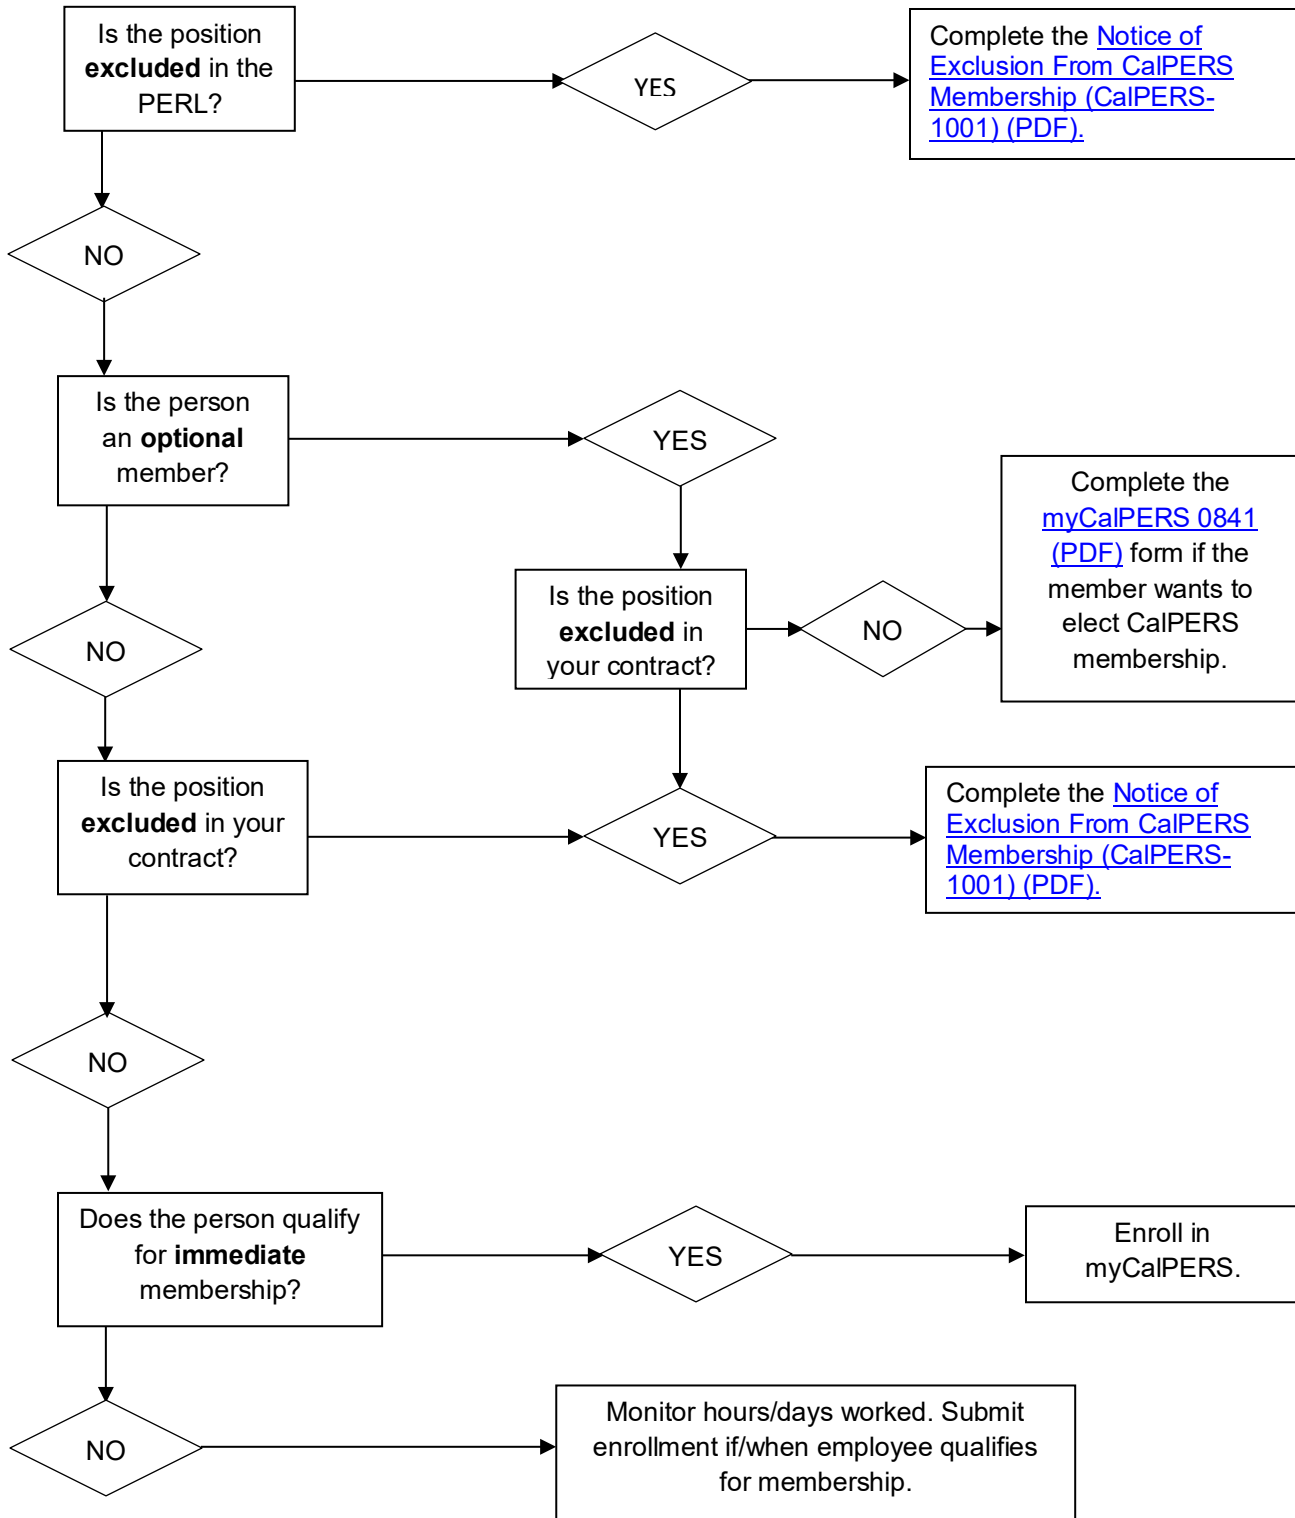 Is the position
excluded in the
PERL?
YES
Complete the Notice of
Exclusion From CalPERS
Membership (CalPERS-
1001) (PDF).
NO
Is the person
an optional
member?
YES
Is the position
excluded in
your contract?
NO
Complete the
myCalPERS 0841
(PDF) form if the
member wants to
elect CalPERS
membership.
NO
Is the position
excluded in your
contract?
YES
Complete the Notice of
Exclusion From CalPERS
Membership (CalPERS-
1001) (PDF).
NO
Does the person qualify
for immediate
membership?
YES
Enroll in
myCalPERS.
NO
Monitor hours/days worked. Submit
enrollment if/when employee qualifies
for membership.